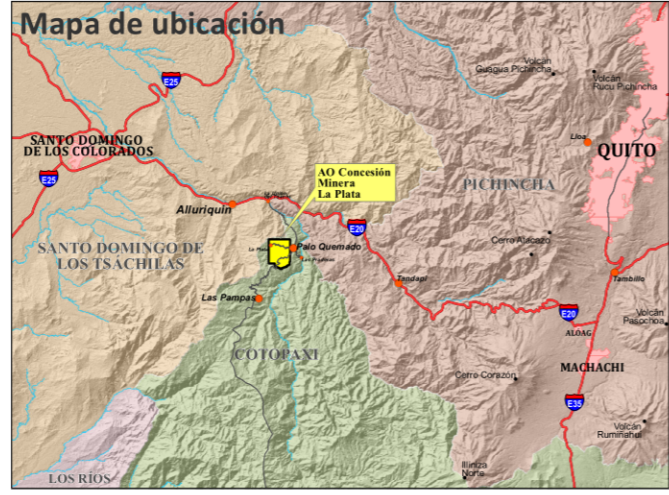 Mapa de ubicación
E25
Volcán
Guagua Pichincha
Volcán
Rucu Pichincha
SANTO DOMINGO
DE LOS COLORADOS
Lloa
QUITO
E25
AO Concesión
Minera
La Plata
PICHINCHA
Alluriquin
E20
SANTO DOMINGO DE
LOS TSÁCHILAS
Palo Quemado
Cerro Atacazo
Tandapi
Tambillo
Las Pampas
E20
Volcán
Pasochoa
ALOAG
COTOPAXI
MACHACHI
Cerro Corazón
E35
Volcán
Rumiñahui
LOS RIOS
Illiniza
Norte